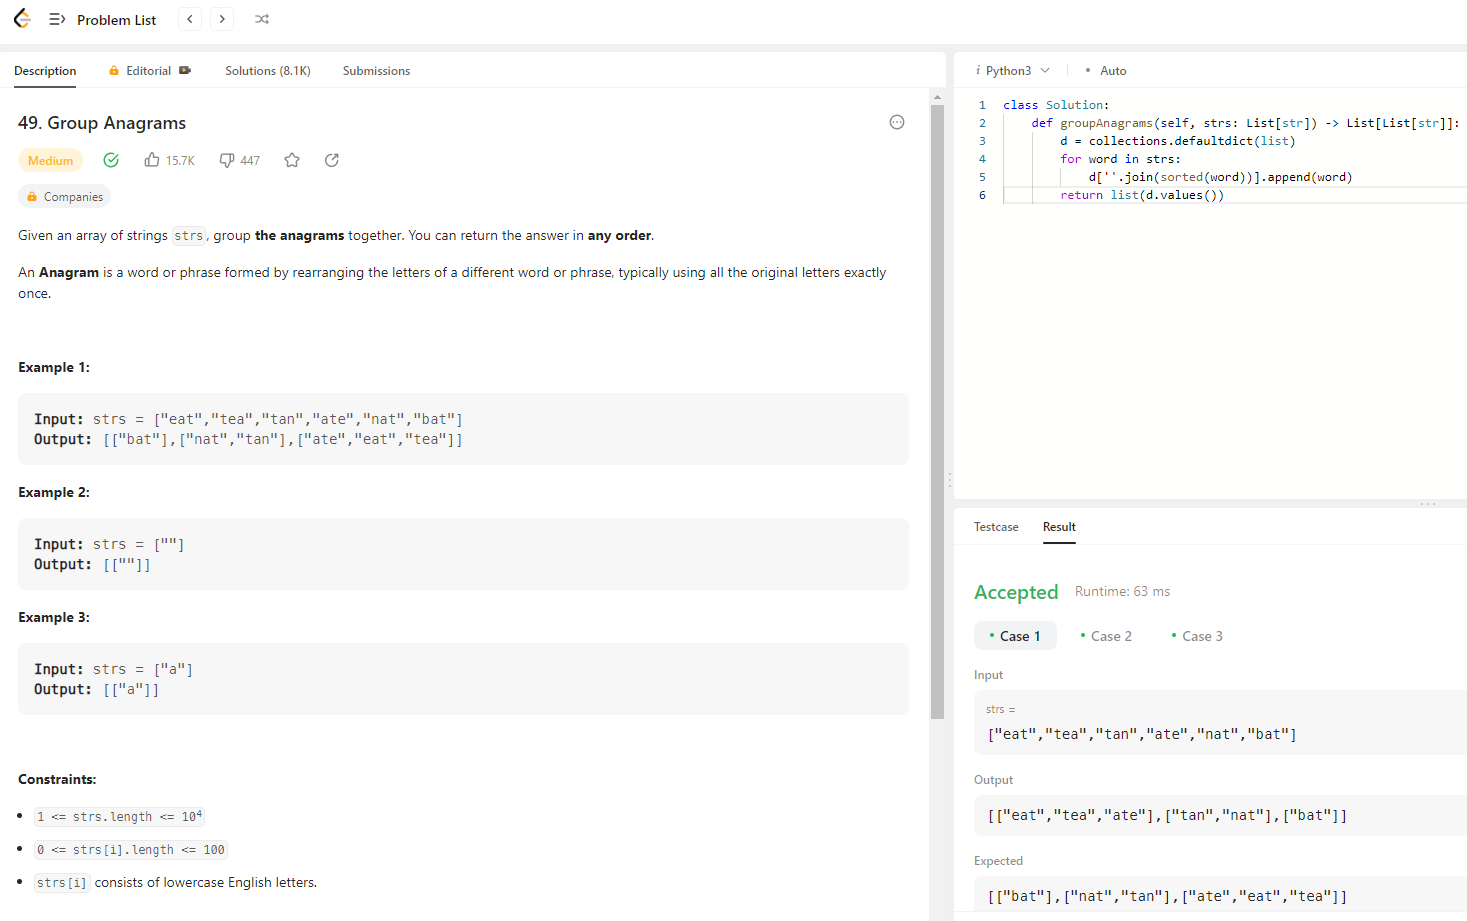 Problem List
Description Editorial Solutions (8.1K) Submissions
49. Group Anagrams
Medium 15.7K 447
Companies
Given an array of strings strs, group the anagrams together. You can return the answer in any order.
An Anagram is a word or phrase formed by rearranging the letters of a different word or phrase, typically using all the original letters exactly
once.
Example 1:
Input: strs = ["eat","tea","tan","ate","nat","bat"]
Output: [["bat"],["nat","tan"],["ate","eat","tea"]]
Example 2:
Input: strs = [""]
Output: [[""]]
Example 3:
Input: strs = ["a"]
Output: [["a"]]
Constraints:
• 1 <= strs.length <= 10⁴
• 0 <= strs[i].length <= 100
• strs[i] consists of lowercase English letters.
i Python3 • Auto
1 class Solution:
2 def groupAnagrams(self, strs: List[str]) -> List[List[str]]:
3 d = collections.defaultdict(list)
4 for word in strs:
5 d[''.join(sorted(word))].append(word)
6 return list(d.values())
Testcase Result
Accepted Runtime: 63 ms
• Case 1 • Case 2 • Case 3
Input
strs =
["eat","tea","tan","ate","nat","bat"]
Output
[["eat","tea","ate"],["tan","nat"],["bat"]]
Expected
[["bat"],["nat","tan"],["ate","eat","tea"]]